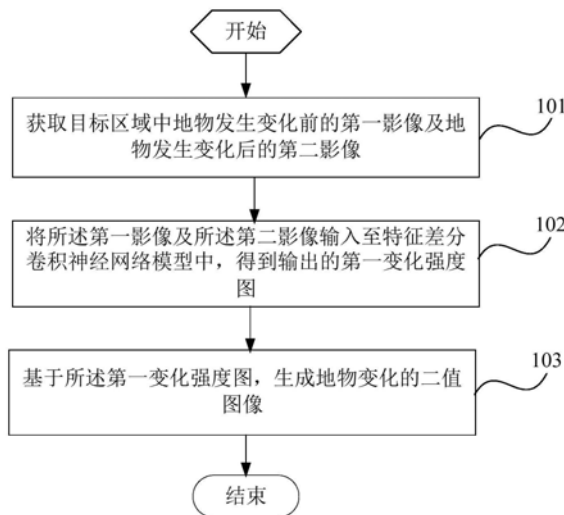 开始
获取目标区域中地物发生变化前的第一影像及地
物发生变化后的第二影像
101
将所述第一影像及所述第二影像输入至特征差分
卷积神经网络模型中，得到输出的第一变化强度
图
102
基于所述第一变化强度图，生成地物变化的二值
图像
103
结束